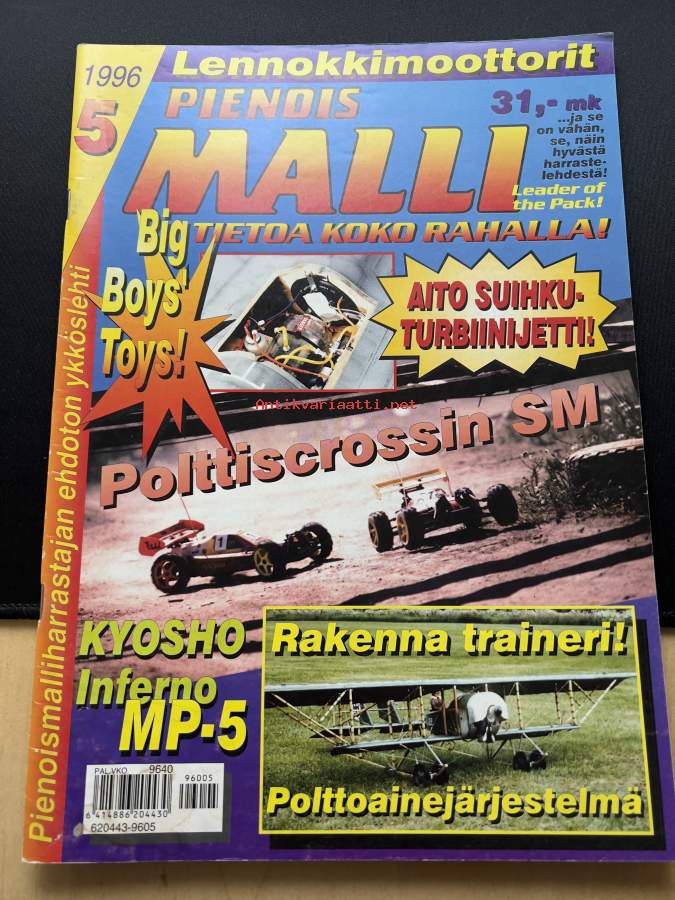 Lennokkimoottorit
1996
5
PIENOIS
MALLI
31,- mk
...ja se
on vähän,
se, näin
hyvästä
harraste-
lehdestä!
Leader of
the Pack!
TIETOA KOKO RAHALLA!
Big
Boys'
Toys!
AITO SUIHKU-
TURBIINIJETTI!
Antikvariaatti.net
Polttiscrossin SM
1
Pienoismalliharrastajan ehdoton ykköslehti
KYOSHO
Inferno
MP-5
Rakenna traineri!
Polttoainejärjestelmä
PAL.VKO 9640
96005
6 414886 204430
620443-9605